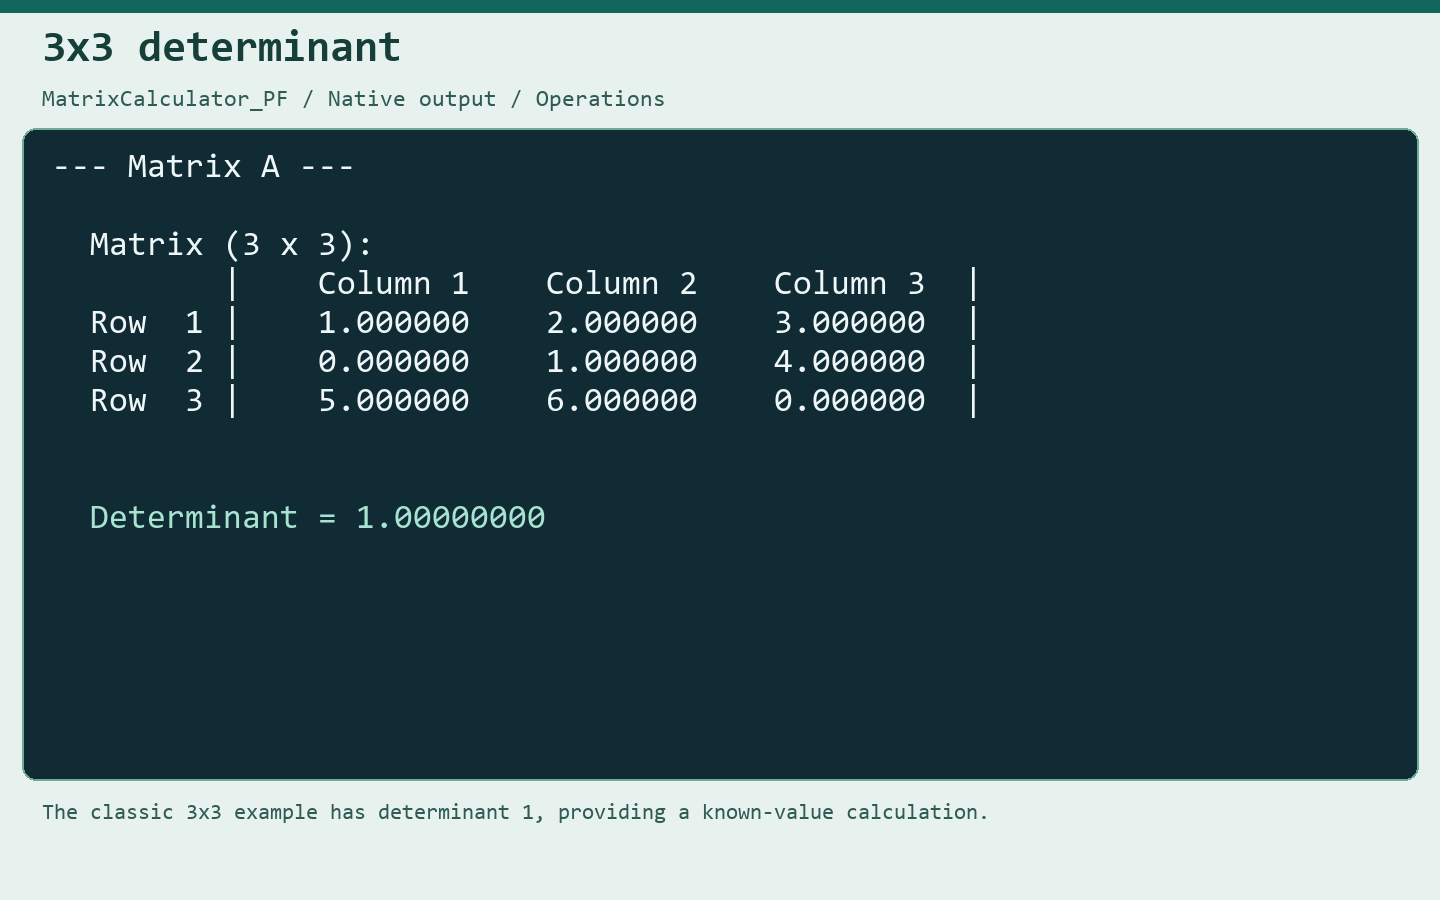 3x3 determinant
MatrixCalculator_PF / Native output / Operations
--- Matrix A ---
Matrix (3 x 3):
| Column 1 Column 2 Column 3 |
Row 1 | 1.000000 2.000000 3.000000 |
Row 2 | 0.000000 1.000000 4.000000 |
Row 3 | 5.000000 6.000000 0.000000 |
Determinant = 1.00000000
The classic 3x3 example has determinant 1, providing a known-value calculation.